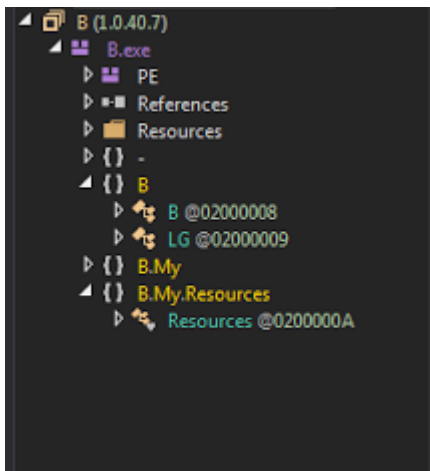 B (1.0.40.7)
B.exe
PE
References
Resources
{ } -
{ } B
B @02000008
LG @02000009
{ } B.My
{ } B.My.Resources
Resources @0200000A